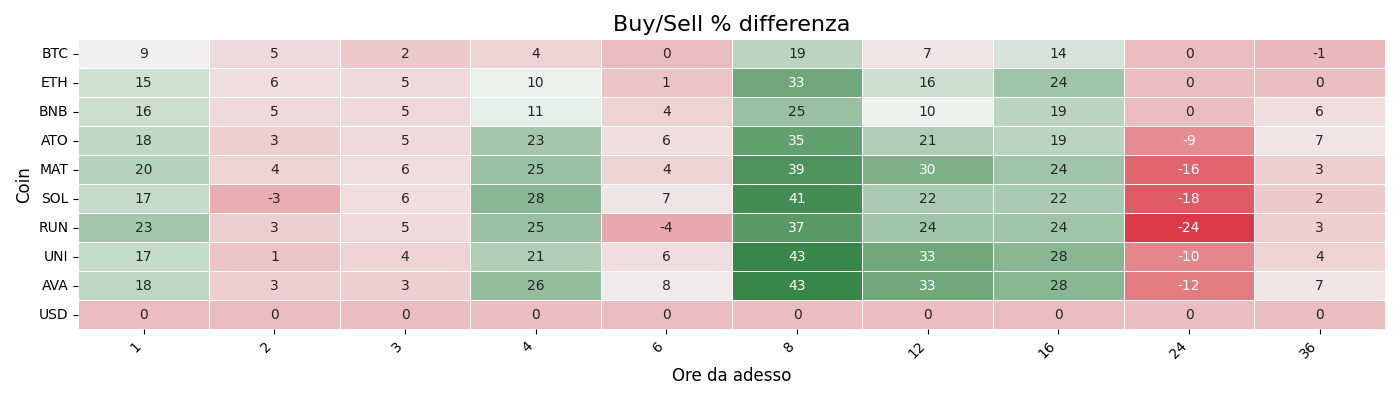 Buy/Sell % differenza
Coin
BTC 9 5 2 4 0 19 7 14 0 -1
ETH 15 6 5 10 1 33 16 24 0 0
BNB 16 5 5 11 4 25 10 19 0 6
ATO 18 3 5 23 6 35 21 19 -9 7
MAT 20 4 6 25 4 39 30 24 -16 3
SOL 17 -3 6 28 7 41 22 22 -18 2
RUN 23 3 5 25 -4 37 24 24 -24 3
UNI 17 1 4 21 6 43 33 28 -10 4
AVA 18 3 3 26 8 43 33 28 -12 7
USD 0 0 0 0 0 0 0 0 0 0
1 2 3 4 6 8 12 16 24 36
Ore da adesso